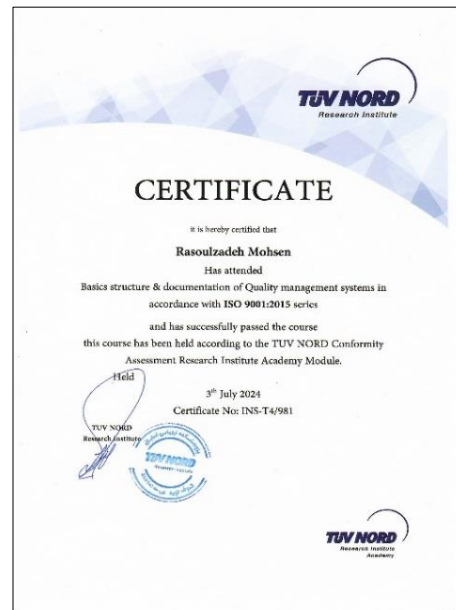 TUV NORD
Research Institute
CERTIFICATE
it is hereby certified that
Rasoulzadeh Mohsen
Has attended
Basics structure & documentation of Quality management systems in
accordance with ISO 9001:2015 series
and has successfully passed the course
this course has been held according to the TUV NORD Conformity
Assessment Research Institute Academy Module.
Held
3th July 2024
Certificate No: INS-T4/981
TUV NORD
Research Institute
TUV NORD
TUV NORD
Research Institute
Academy